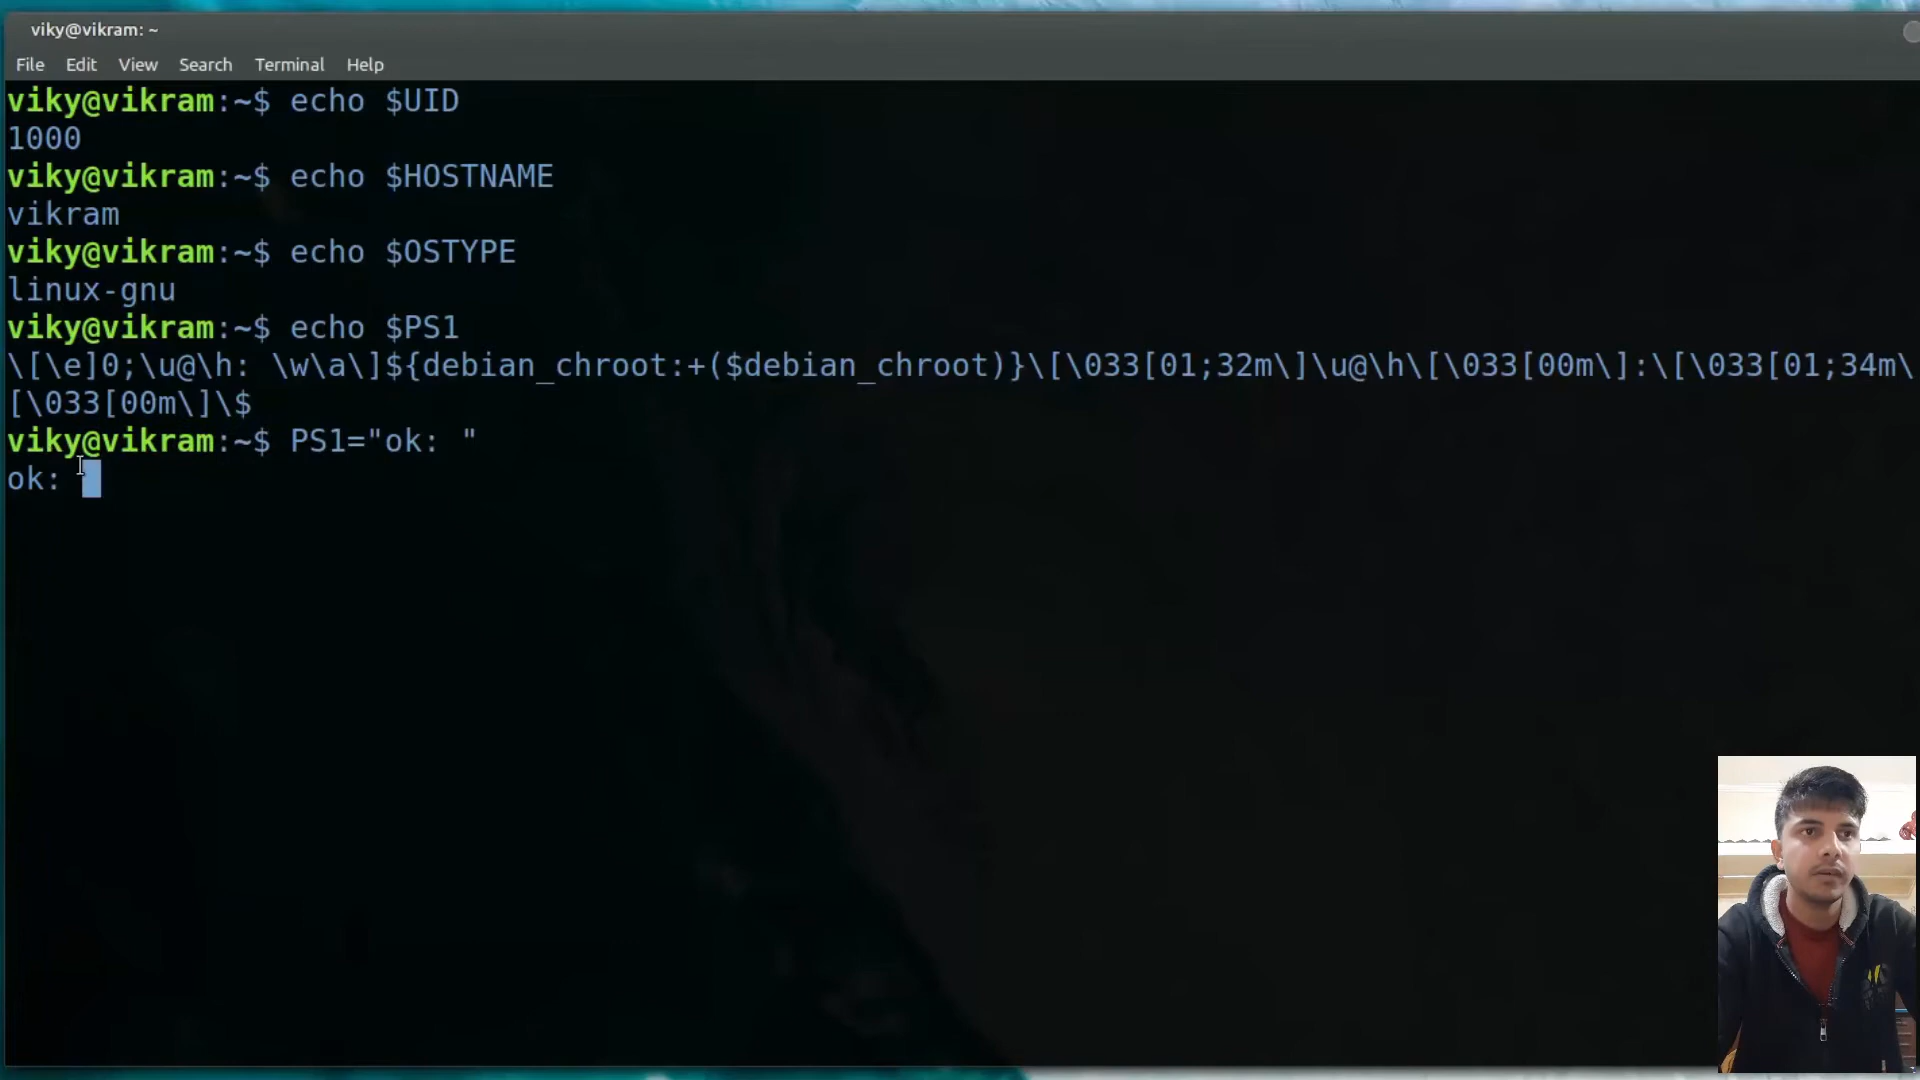 viky@vikram: ~
File Edit View Search Terminal Help
viky@vikram:~$ echo $UID
1000
viky@vikram:~$ echo $HOSTNAME
vikram
viky@vikram:~$ echo $OSTYPE
linux-gnu
viky@vikram:~$ echo $PS1
\[\e]0;\u@\h: \w\a\]${debian_chroot:+($debian_chroot)}\[\033[01;32m\]\u@\h\[\033[00m\]:\[\033[01;34m\
[\033[00m\]\$
viky@vikram:~$ PS1="ok: "
ok: